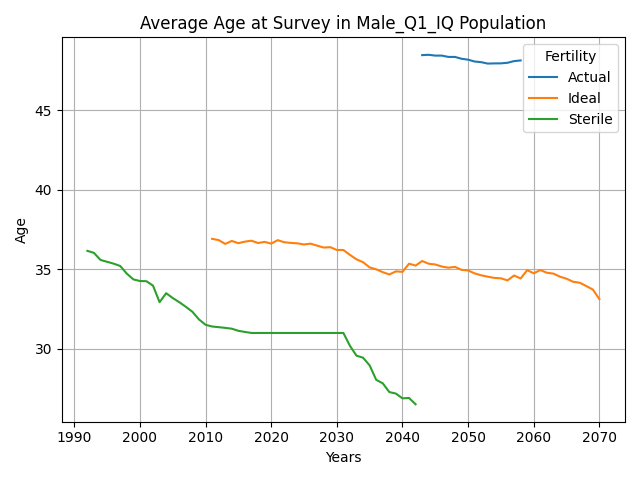 Average Age at Survey in Male_Q1_IQ Population
Fertility
Actual
Ideal
Sterile
Age
45
40
35
30
1990 2000 2010 2020 2030 2040 2050 2060 2070
Years